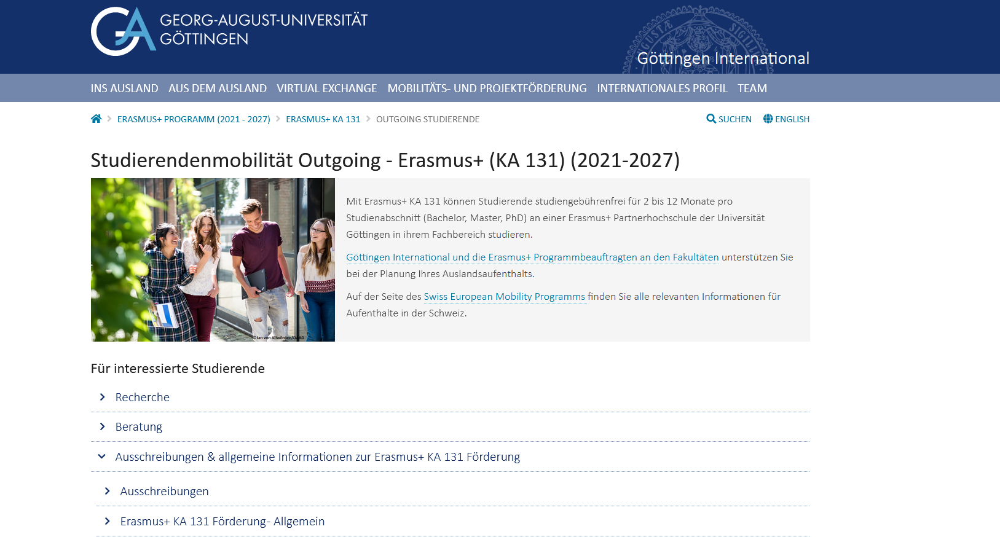 GEORG-AUGUST-UNIVERSITÄT
GÖTTINGEN
Göttingen International
INS AUSLAND AUS DEM AUSLAND VIRTUAL EXCHANGE MOBILITÄTS- UND PROJEKTFÖRDERUNG INTERNATIONALES PROFIL TEAM
ERASMUS+ PROGRAMM (2021 - 2027) ERASMUS+ KA 131 OUTGOING STUDIERENDE SUCHEN ENGLISH
Studierendenmobilität Outgoing - Erasmus+ (KA 131) (2021-2027)
Mit Erasmus+ KA 131 können Studierende studiengebührenfrei für 2 bis 12 Monate pro
Studienabschnitt (Bachelor, Master, PhD) an einer Erasmus+ Partnerhochschule der Universität
Göttingen in ihrem Fachbereich studieren.
Göttingen International und die Erasmus+ Programmbeauftragten an den Fakultäten unterstützen Sie
bei der Planung Ihres Auslandsaufenthalts.
Auf der Seite des Swiss European Mobility Programms finden Sie alle relevanten Informationen für
Aufenthalte in der Schweiz.
©Jan von Allwörden/DAAD
Für interessierte Studierende
Recherche
Beratung
Ausschreibungen & allgemeine Informationen zur Erasmus+ KA 131 Förderung
Ausschreibungen
Erasmus+ KA 131 Förderung- Allgemein